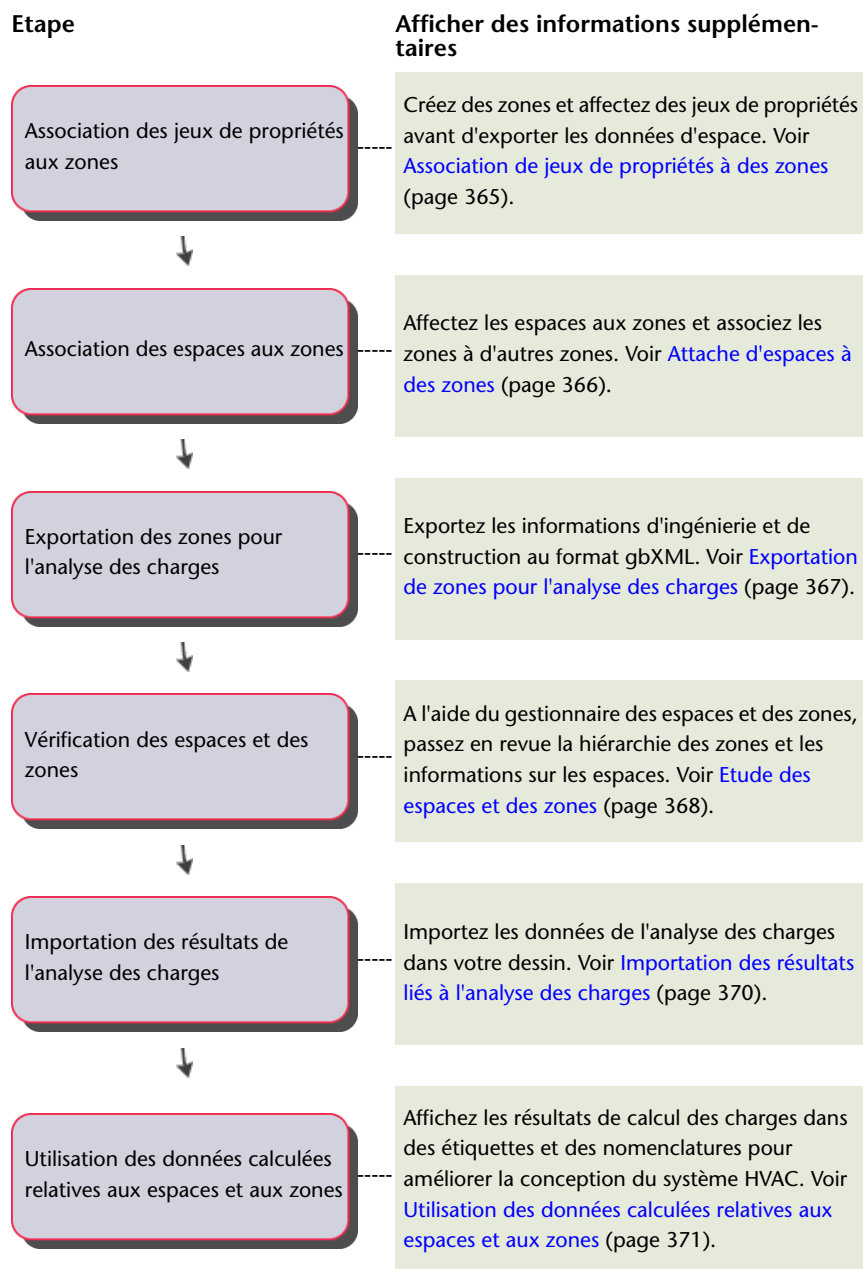 Etape
Afficher des informations supplémen-
taires
Association des jeux de propriétés
aux zones
Créez des zones et affectez des jeux de propriétés
avant d'exporter les données d'espace. Voir
Association de jeux de propriétés à des zones
(page 365).
Association des espaces aux zones
Affectez les espaces aux zones et associez les
zones à d'autres zones. Voir Attache d'espaces à
des zones (page 366).
Exportation des zones pour
l'analyse des charges
Exportez les informations d'ingénierie et de
construction au format gbXML. Voir Exportation
de zones pour l'analyse des charges (page 367).
Vérification des espaces et des
zones
A l'aide du gestionnaire des espaces et des zones,
passez en revue la hiérarchie des zones et les
informations sur les espaces. Voir Etude des
espaces et des zones (page 368).
Importation des résultats de
l'analyse des charges
Importez les données de l'analyse des charges
dans votre dessin. Voir Importation des résultats
liés à l'analyse des charges (page 370).
Utilisation des données calculées
relatives aux espaces et aux zones
Affichez les résultats de calcul des charges dans
des étiquettes et des nomenclatures pour
améliorer la conception du système HVAC. Voir
Utilisation des données calculées relatives aux
espaces et aux zones (page 371).